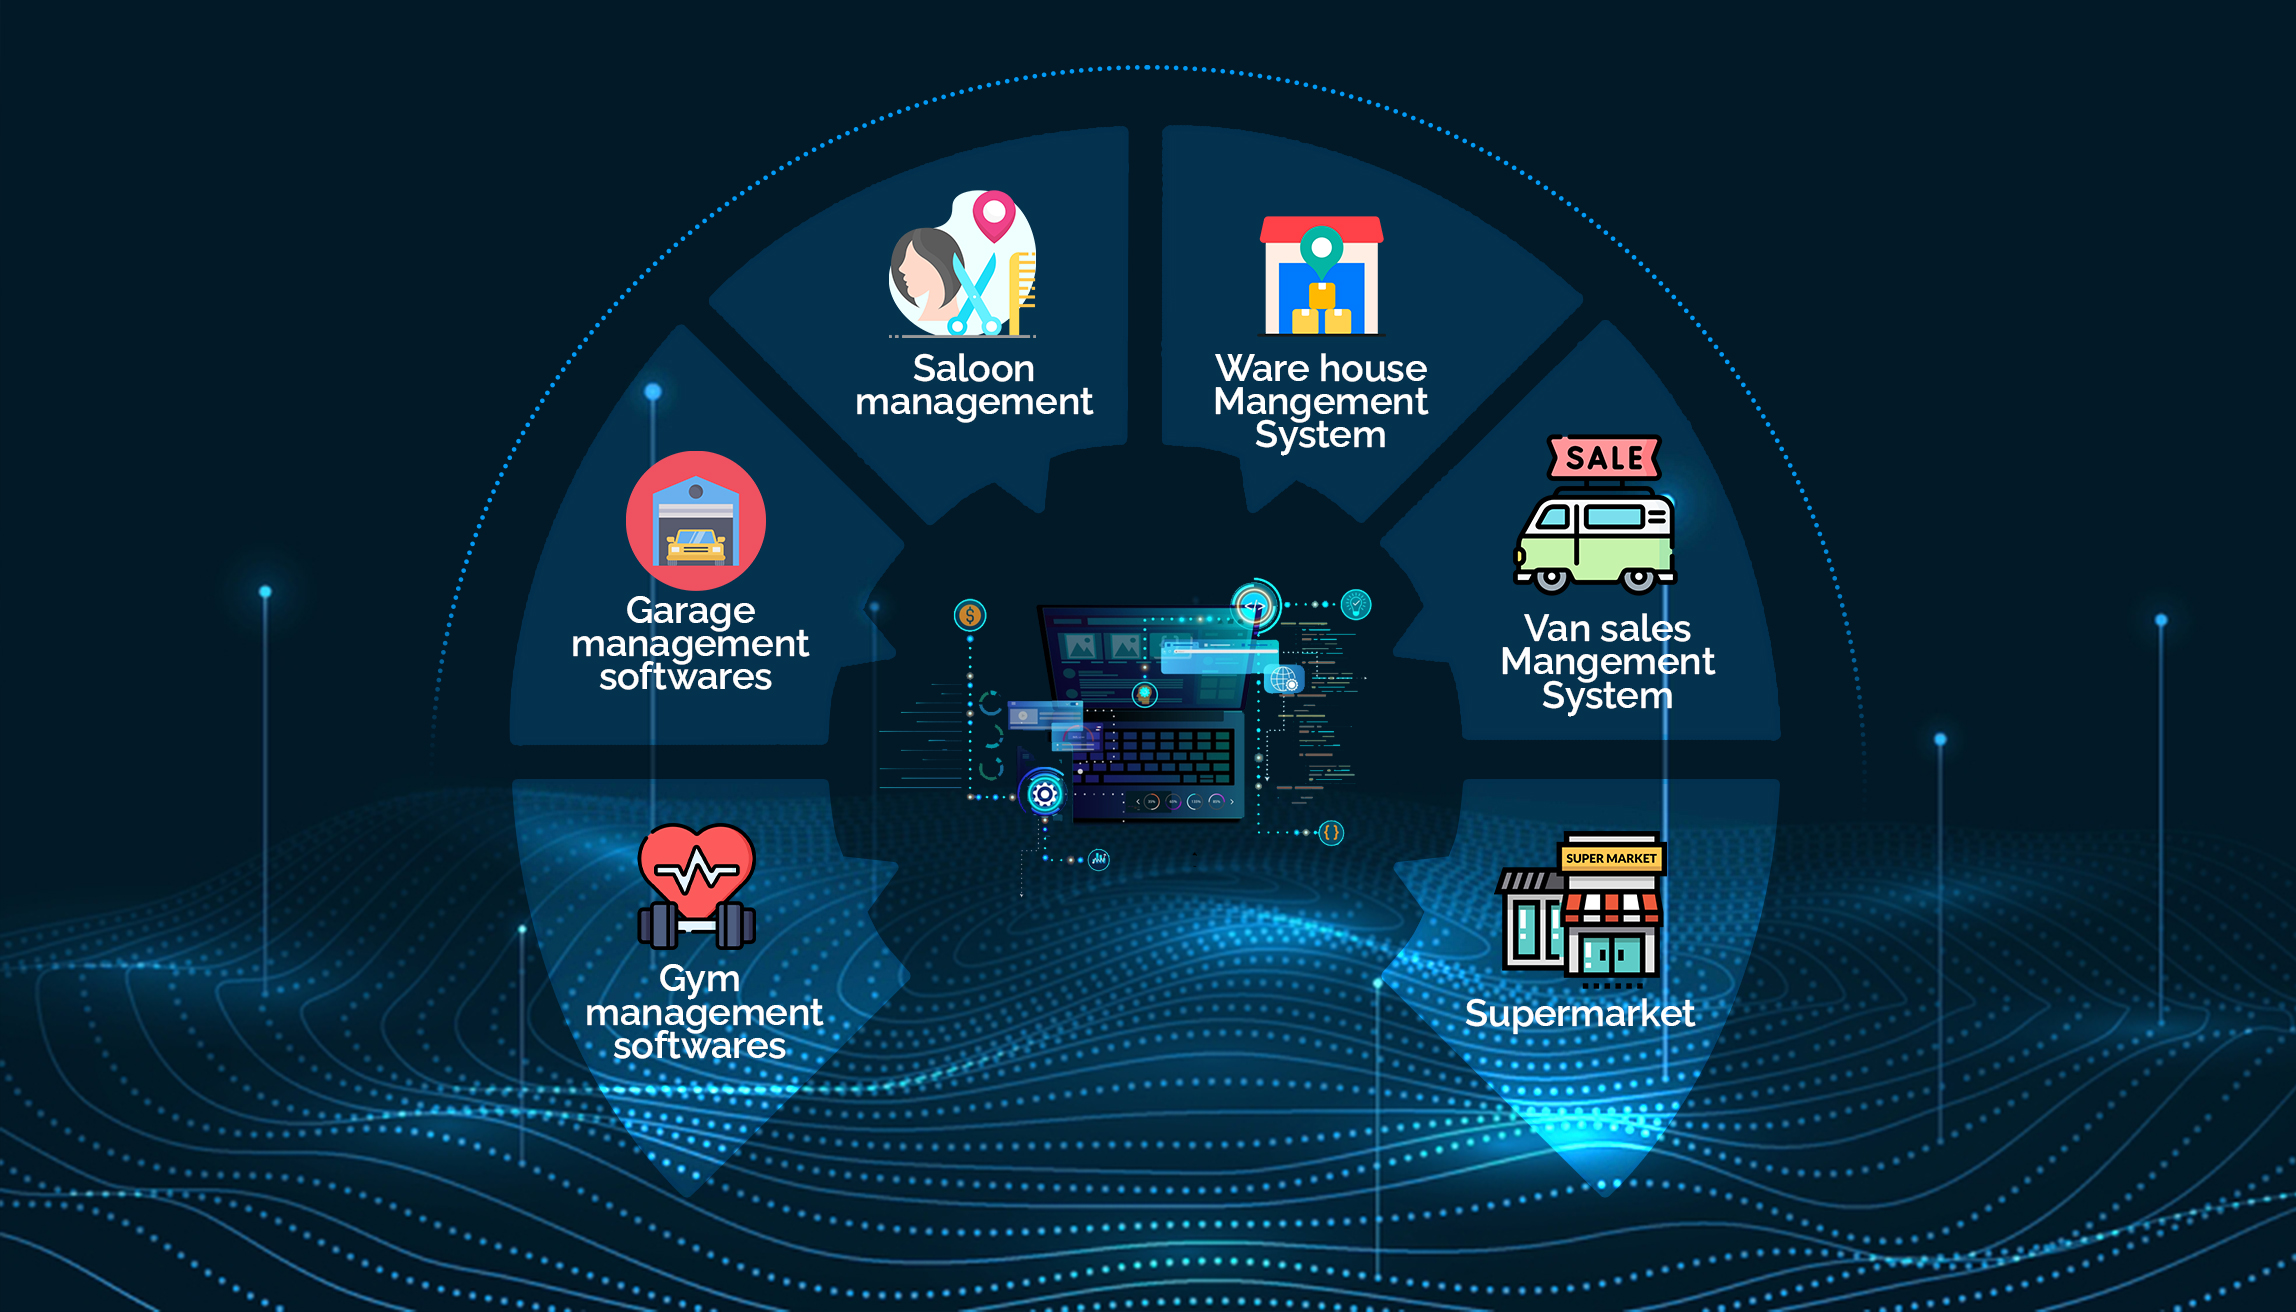 Saloon
management
Ware house
Mangement
System
SALE
Garage
management
softwares
Van sales
Mangement
System
SUPER MARKET
Gym
management
softwares
Supermarket